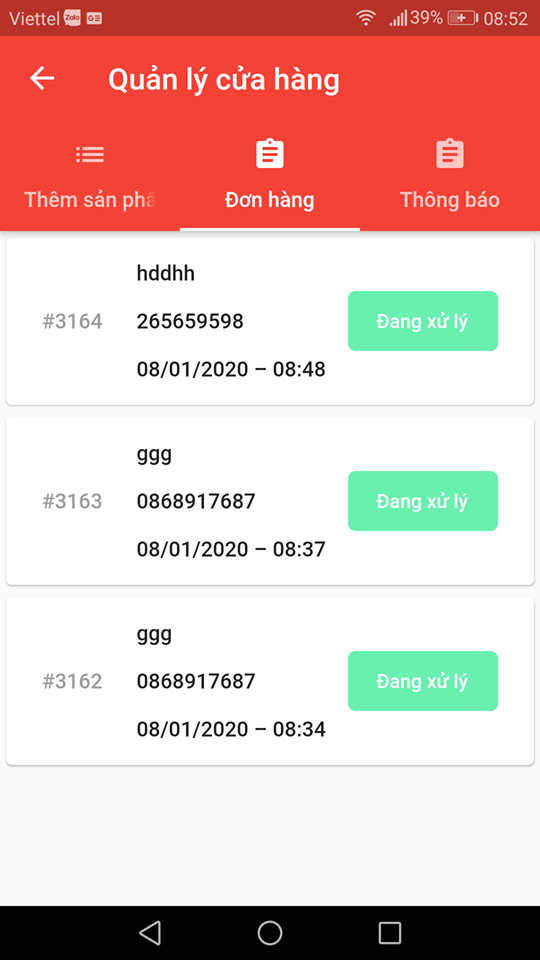 Viettel Zalo 39% 08:52
Quản lý cửa hàng
Thêm sản phẩ Đơn hàng Thông báo
hddhh
#3164 265659598 Đang xử lý
08/01/2020 – 08:48
ggg
#3163 0868917687 Đang xử lý
08/01/2020 – 08:37
ggg
#3162 0868917687 Đang xử lý
08/01/2020 – 08:34